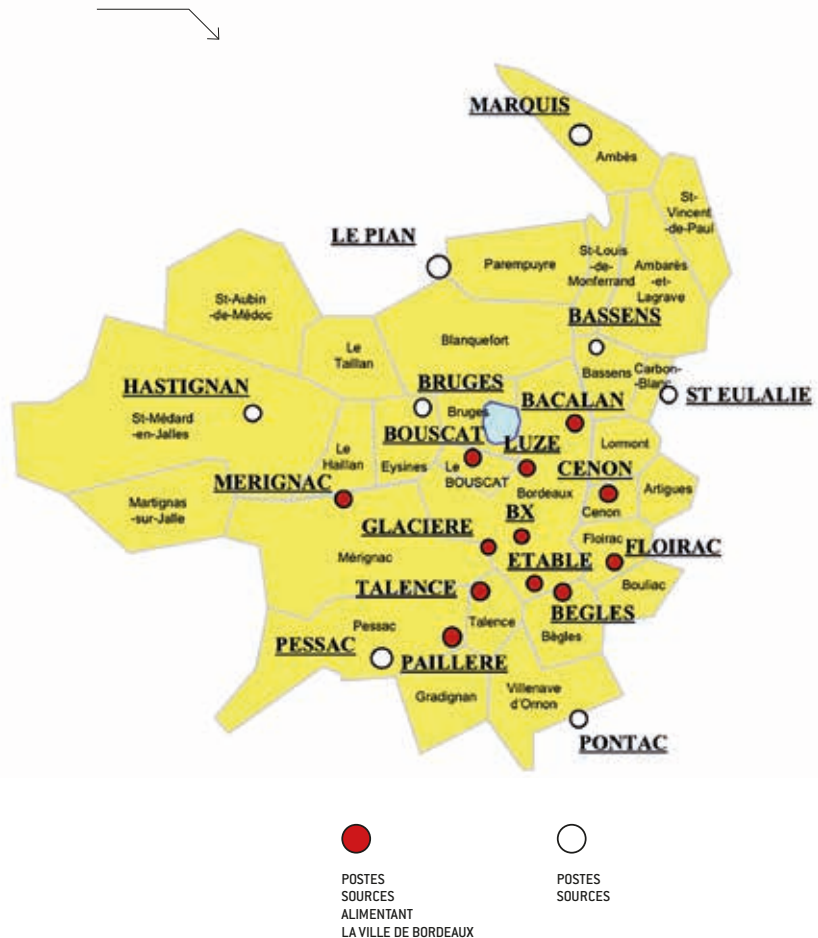 MARQUIS
Ambès
St-
Vincent
-de-Paul
LE PIAN
Parempuyre
St-Louis
-de-
Monferrand
Ambarès
-et-
Lagrave
St-Aubin
-de-Médoc
Blanquefort
BASSENS
Le
Taillan
Bassens
Carbon-
-Blanc
HASTIGNAN
BRUGES
ST EULALIE
St-Médard
-en-Jalles
Bruges
BACALAN
BOUSCAT
LUZE
Lormont
Le
Haillan
Eysines
Le
BOUSCAT
CENON
MERIGNAC
Bordeaux
Artigues
Martignas
-sur-Jalle
Cenon
GLACIERE
BX
Floirac
FLOIRAC
Mérignac
ETABLE
Bouliac
TALENCE
BEGLES
Pessac
Talence
Bègles
PESSAC
PAILLERE
Gradignan
Villenave
d'Ornon
PONTAC
POSTES
SOURCES
ALIMENTANT
LA VILLE DE BORDEAUX
POSTES
SOURCES